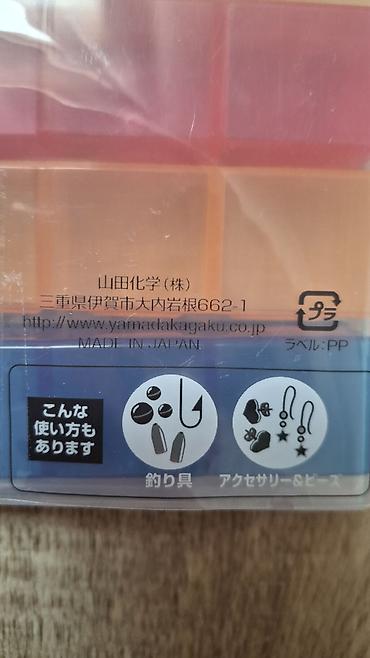 山田化学(株)
三重県伊賀市大内岩根662-1
http://www.yamadakagaku.co.jp
MADE IN JAPAN
プラ
ラベル:PP
こんな
使い方も
あります
釣り具
アクセサリー&ビーズ